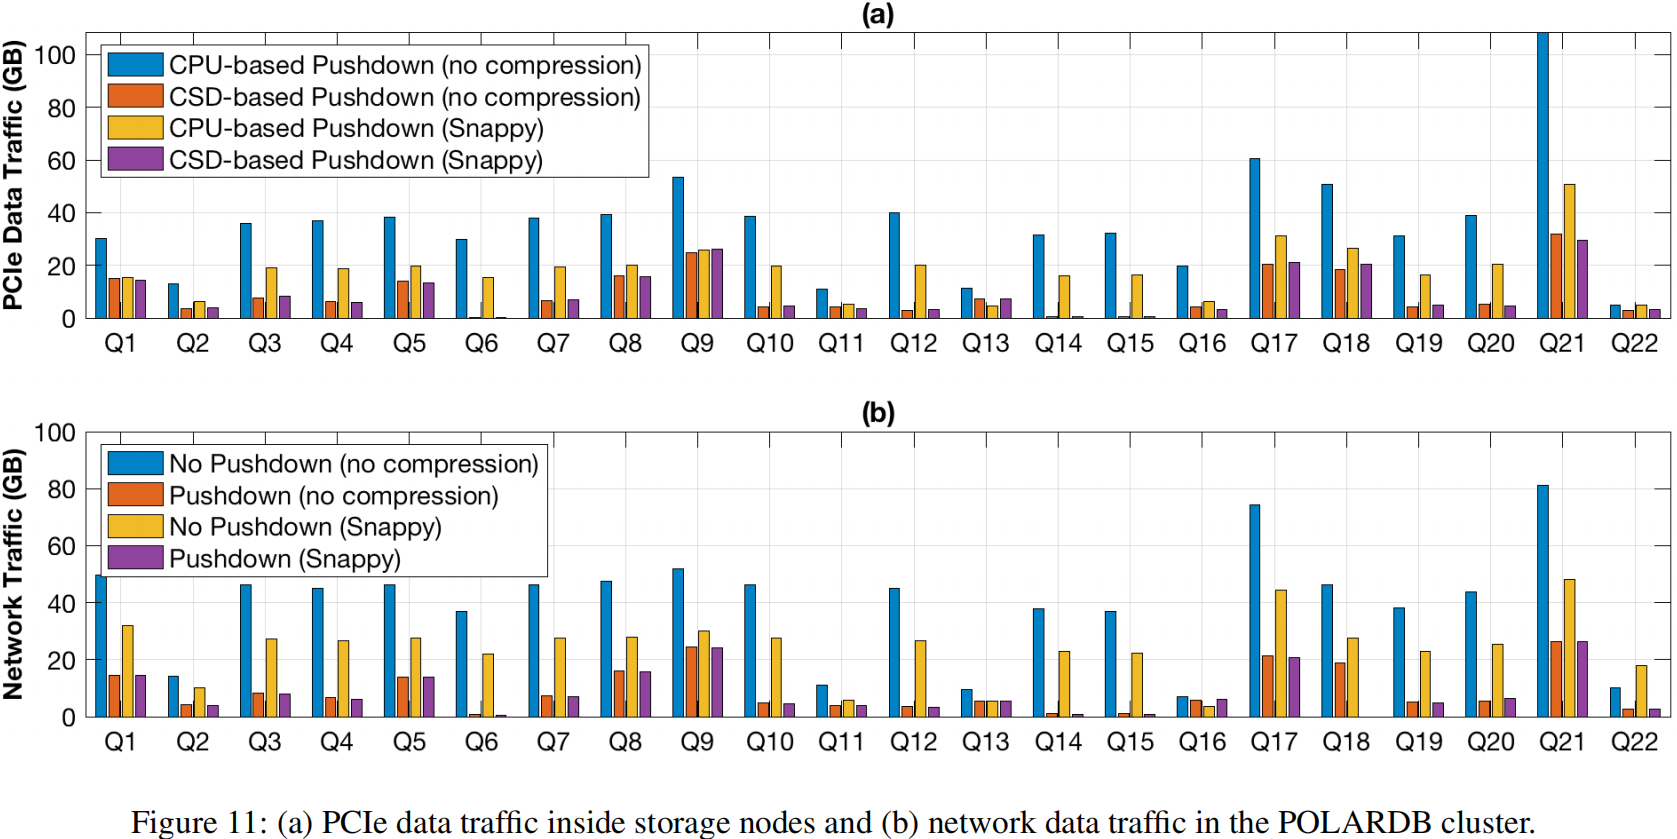 (a)
PCIe Data Traffic (GB)
100
80
60
40
20
0
CPU-based Pushdown (no compression)
CSD-based Pushdown (no compression)
CPU-based Pushdown (Snappy)
CSD-based Pushdown (Snappy)
Q1 Q2 Q3 Q4 Q5 Q6 Q7 Q8 Q9 Q10 Q11 Q12 Q13 Q14 Q15 Q16 Q17 Q18 Q19 Q20 Q21 Q22
(b)
Network Traffic (GB)
100
80
60
40
20
0
No Pushdown (no compression)
Pushdown (no compression)
No Pushdown (Snappy)
Pushdown (Snappy)
Q1 Q2 Q3 Q4 Q5 Q6 Q7 Q8 Q9 Q10 Q11 Q12 Q13 Q14 Q15 Q16 Q17 Q18 Q19 Q20 Q21 Q22
Figure 11: (a) PCIe data traffic inside storage nodes and (b) network data traffic in the POLARDB cluster.